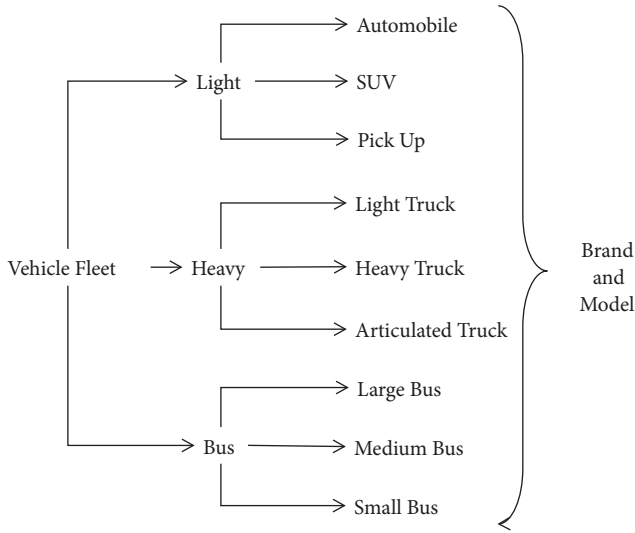 Automobile
Light
SUV
Pick Up
Light Truck
Vehicle Fleet
Heavy
Heavy Truck
Articulated Truck
Large Bus
Bus
Medium Bus
Small Bus
Brand
and
Model